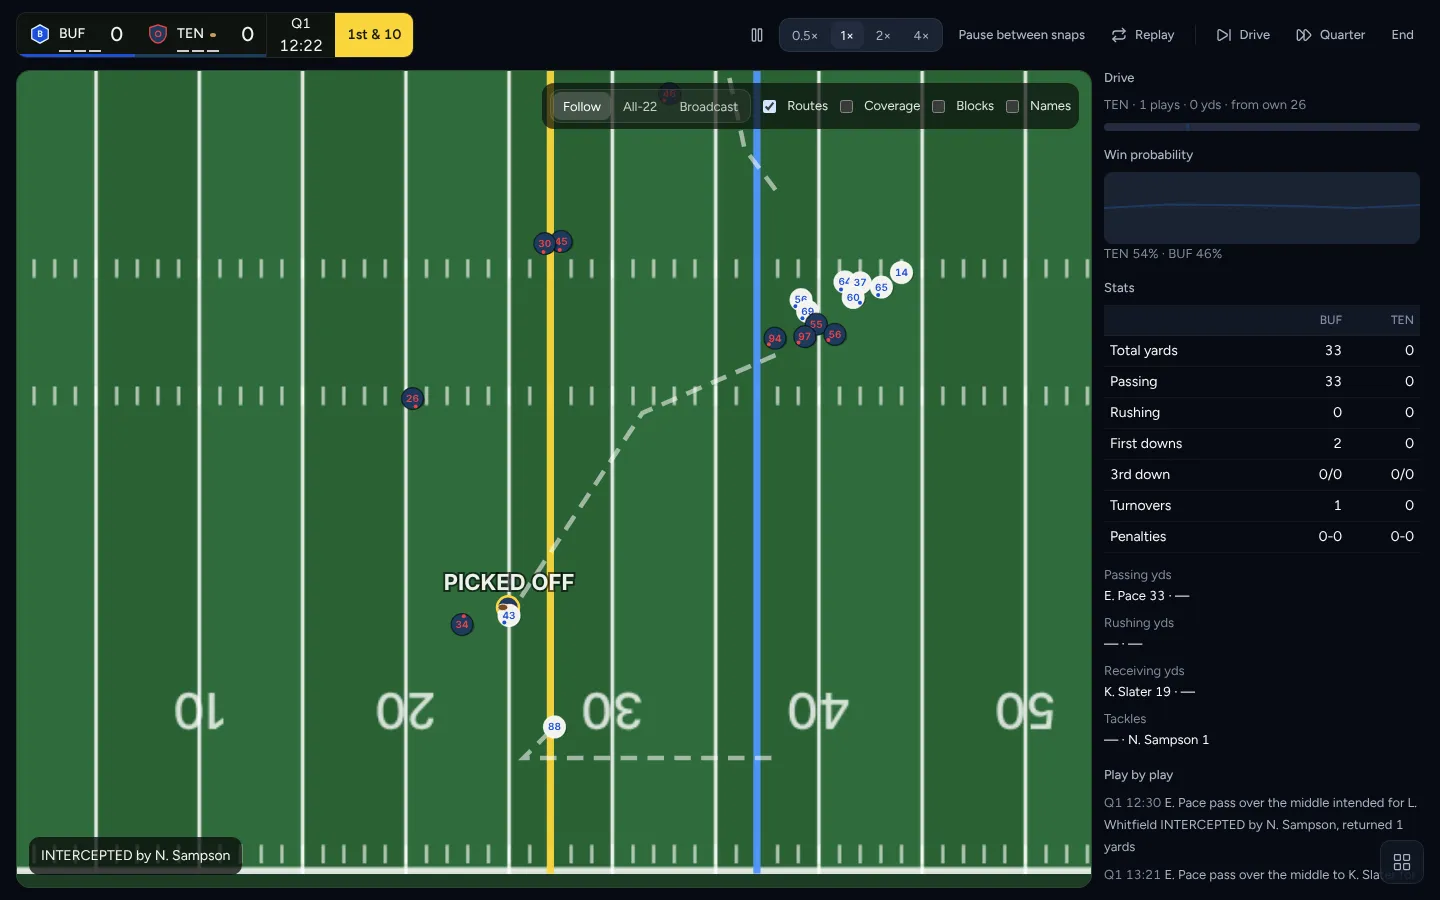 B BUF 0 TEN 0 Q1 12:22 1st & 10
0.5× 1× 2× 4× Pause between snaps Replay Drive Quarter End
Follow All-22 Broadcast Routes Coverage Blocks Names
30 45
14
64 37 65
56 60
69
55
94 97 56
26
PICKED OFF
43
34
88
10 20 30 40 50
INTERCEPTED by N. Sampson
Drive
TEN · 1 plays · 0 yds · from own 26
Win probability
TEN 54% · BUF 46%
Stats
BUF TEN
Total yards 33 0
Passing 33 0
Rushing 0 0
First downs 2 0
3rd down 0/0 0/0
Turnovers 1 0
Penalties 0-0 0-0
Passing yds
E. Pace 33 · —
Rushing yds
— · —
Receiving yds
K. Slater 19 · —
Tackles
— · N. Sampson 1
Play by play
Q1 12:30 E. Pace pass over the middle intended for L.
Whitfield INTERCEPTED by N. Sampson, returned 1
yards
Q1 13:21 E. Pace pass over the middle to K.